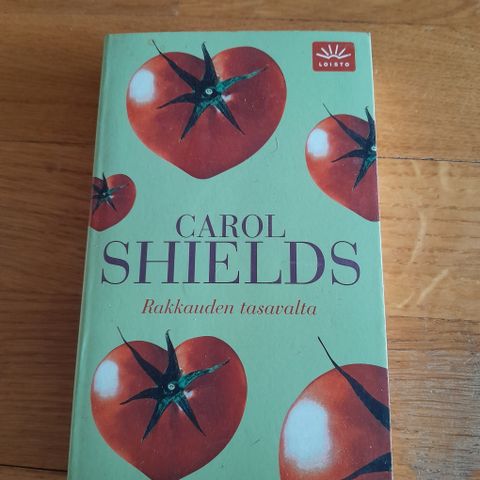 LOISTO
CAROL
SHIELDS
Rakkauden tasavalta